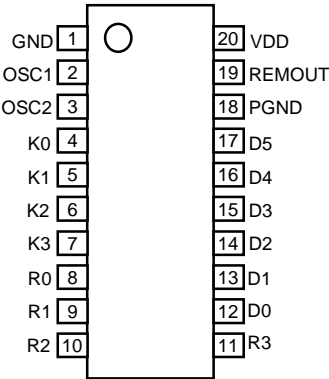 GND 1 20 VDD
OSC1 2 19 REMOUT
OSC2 3 18 PGND
K0 4 17 D5
K1 5 16 D4
K2 6 15 D3
K3 7 14 D2
R0 8 13 D1
R1 9 12 D0
R2 10 11 R3